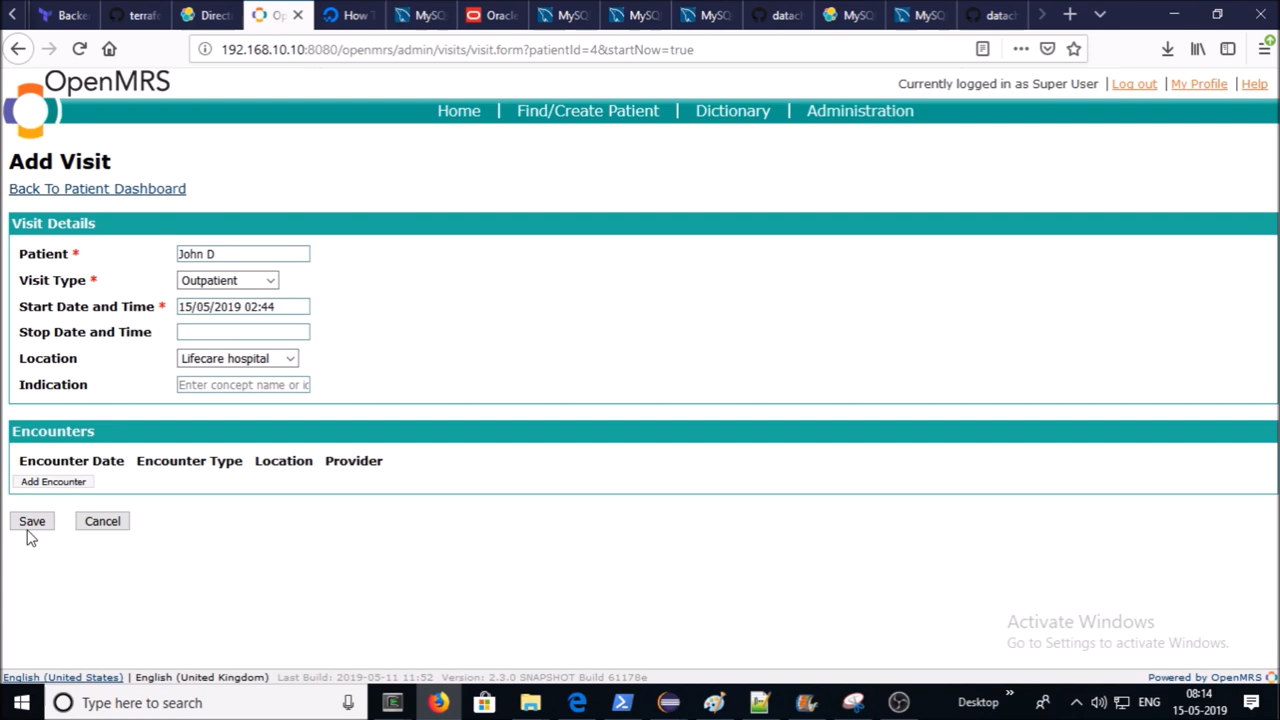 Backe
terrafo
Direct
Op
How T
MySQ
Oracle
MySQ
MySQ
MySQ
datacl
MySQ
MySQ
datacl
192.168.10.10:8080/openmrs/admin/visits/visit.form?patientId=4&startNow=true
OpenMRS
Currently logged in as Super User | Log out | My Profile | Help
Home | Find/Create Patient | Dictionary | Administration
Add Visit
Back To Patient Dashboard
Visit Details
Patient * John D
Visit Type * Outpatient
Start Date and Time * 15/05/2019 02:44
Stop Date and Time
Location Lifecare hospital
Indication Enter concept name or id
Encounters
Encounter Date Encounter Type Location Provider
Add Encounter
Save Cancel
Activate Windows
Go to Settings to activate Windows.
English (United States) | English (United Kingdom) Last Build: 2019-05-11 11:52 Version: 2.3.0 SNAPSHOT Build 61178e Powered by OpenMRS
Type here to search
Desktop
ENG
08:14
15-05-2019